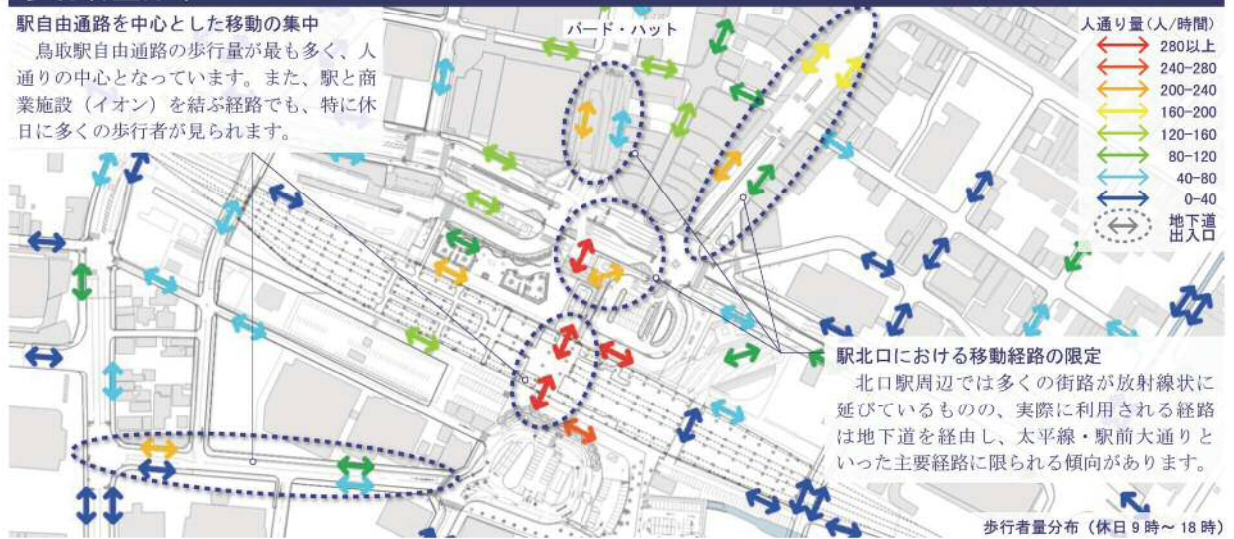 駅自由通路を中心とした移動の集中
鳥取駅自由通路の歩行量が最も多く、人
通りの中心となっています。また、駅と商
業施設（イオン）を結ぶ経路でも、特に休
日に多くの歩行者が見られます。
バード・ハット
人通り量(人/時間)
280以上
240-280
200-240
160-200
120-160
80-120
40-80
0-40
地下道
出入口
駅北口における移動経路の限定
北口駅周辺では多くの街路が放射線状に
延びているものの、実際に利用される経路
は地下道を経由し、太平線・駅前大通りと
いった主要経路に限られる傾向があります。
歩行者量分布（休日9時～18時）